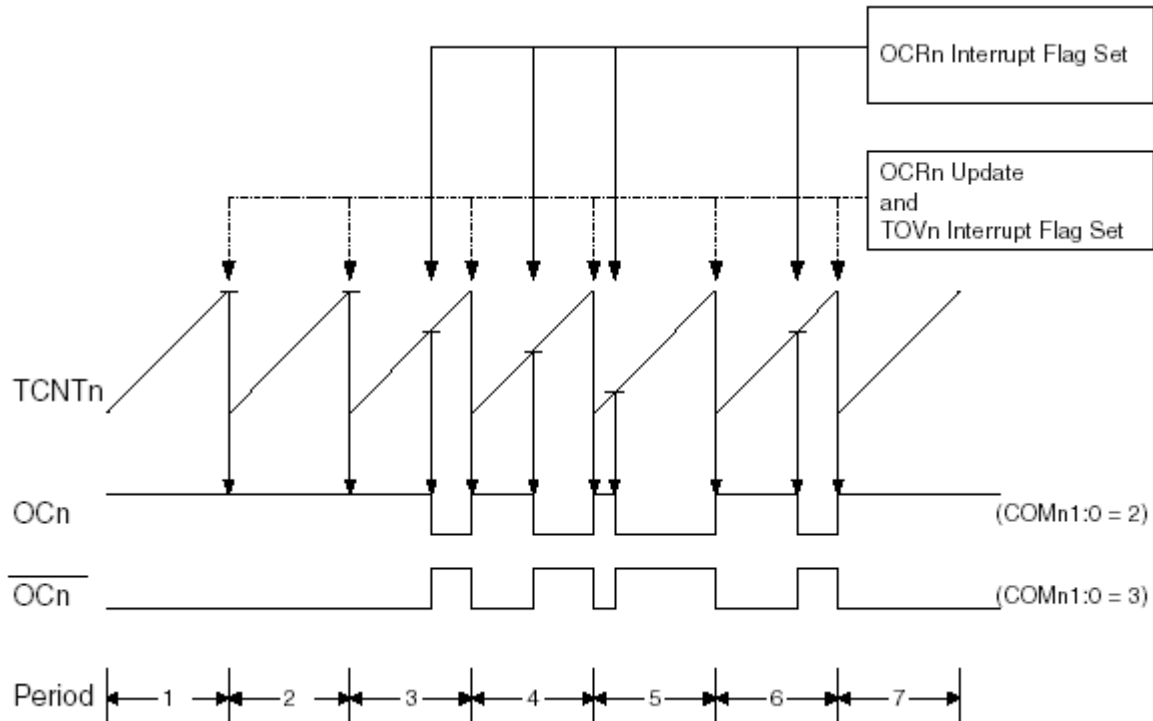 OCRn Interrupt Flag Set
OCRn Update
and
TOVn Interrupt Flag Set
TCNTn
OCn
(COMn1:0 = 2)
OCn
(COMn1:0 = 3)
Period
1
2
3
4
5
6
7